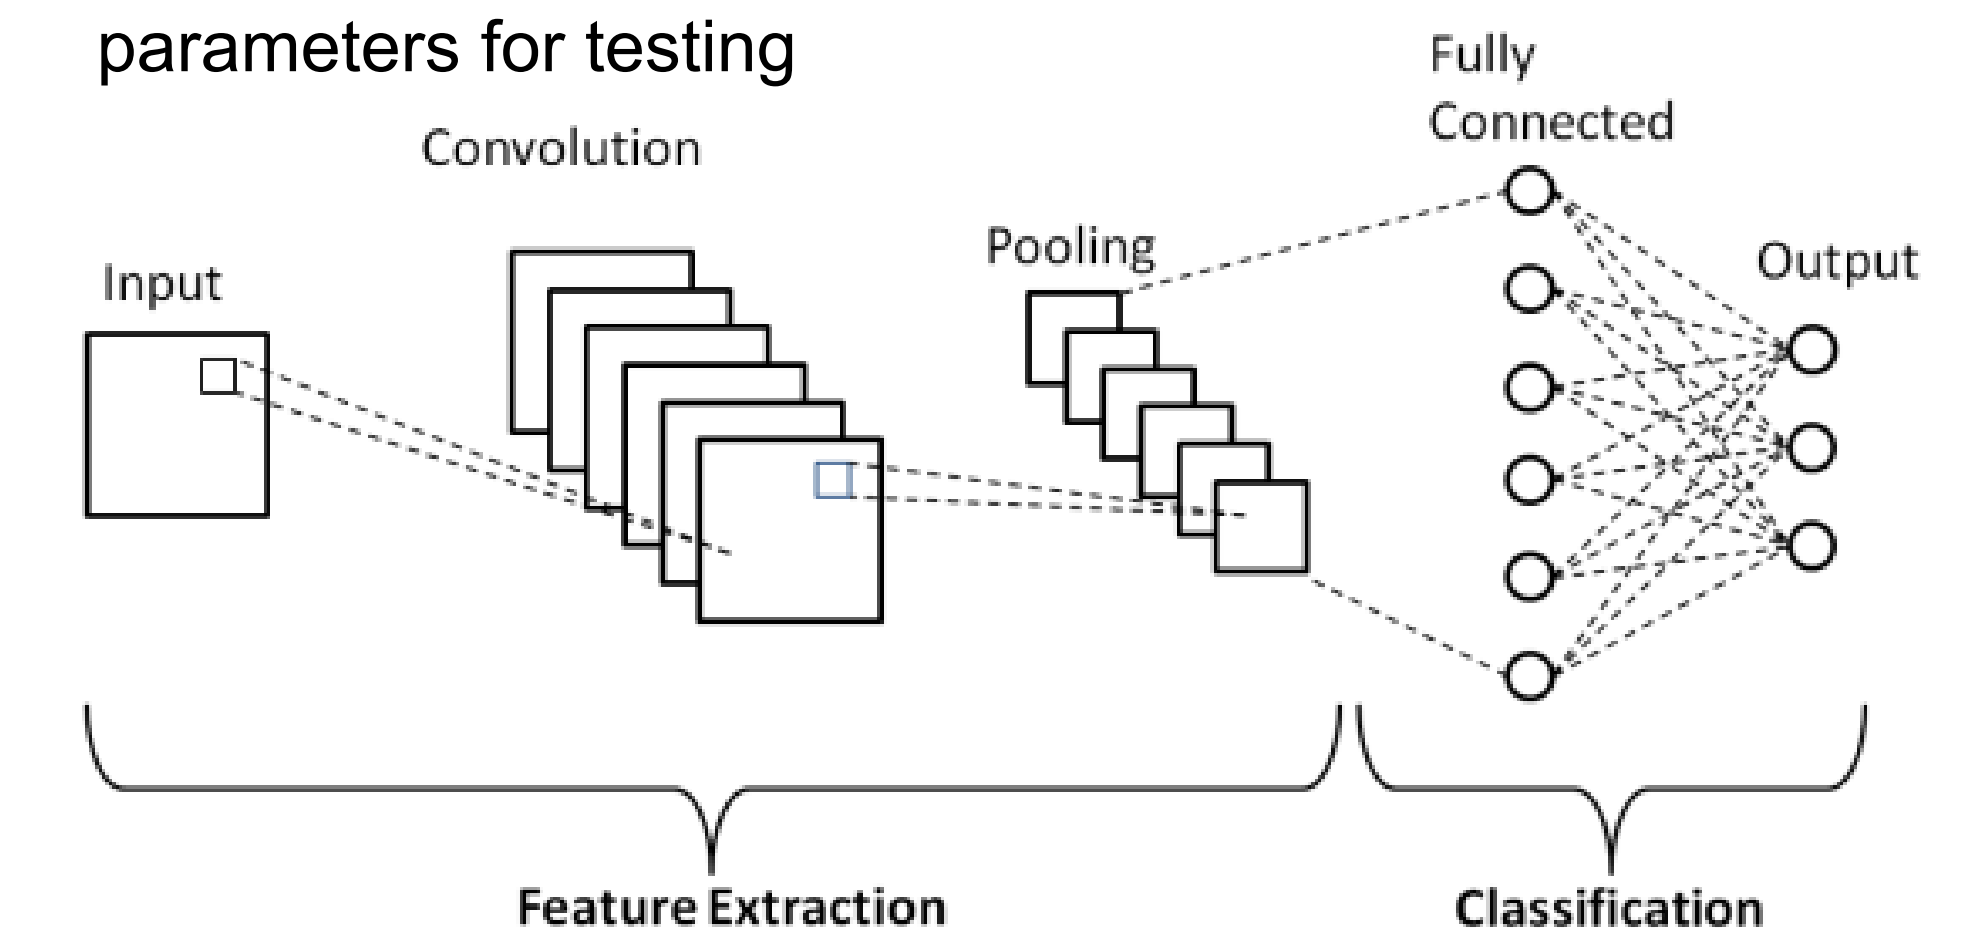 parameters for testing
Fully
Connected
Convolution
Pooling
Output
Input
Feature Extraction
Classification